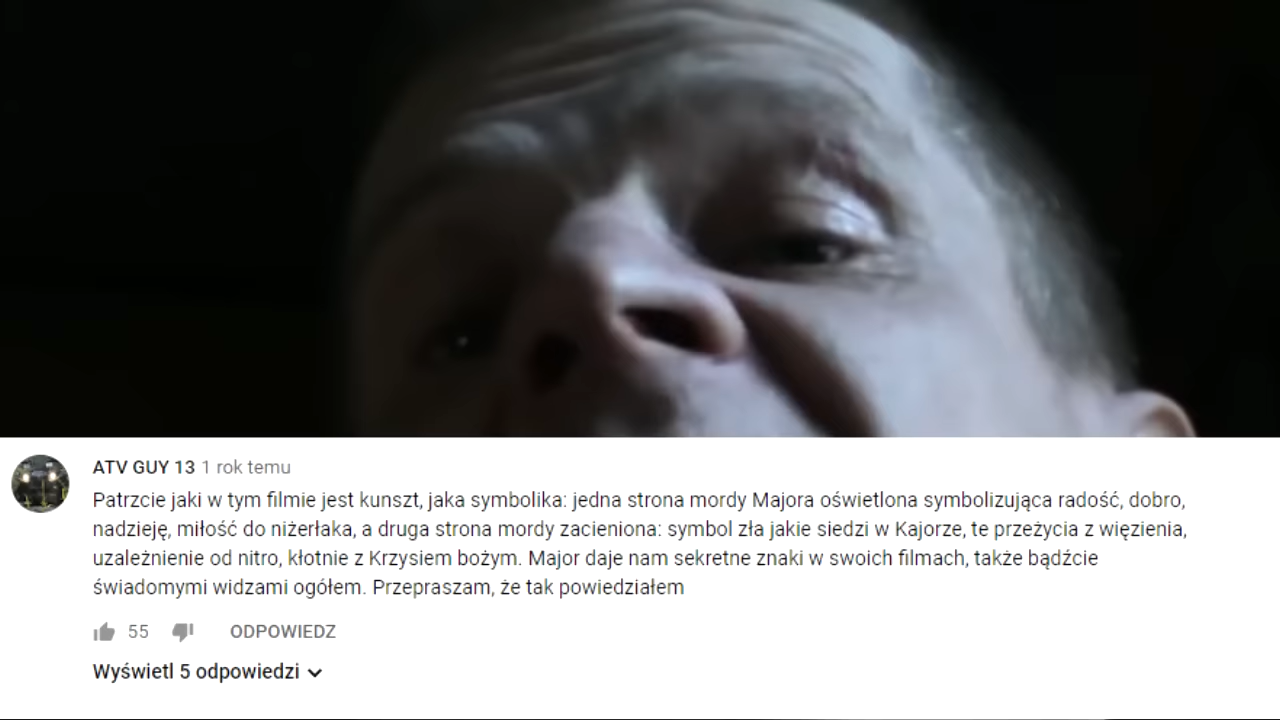 ATV GUY 13 1 rok temu
Patrzcie jaki w tym filmie jest kunszt, jaka symbolika: jedna strona mordy Majora oświetlona symbolizująca radość, dobro,
nadzieję, miłość do niżerłaka, a druga strona mordy zacieniona: symbol zła jakie siedzi w Kajorze, te przeżycia z więzienia,
uzależnienie od nitro, kłotnie z Krzysiem bożym. Major daje nam sekretne znaki w swoich filmach, także bądźcie
świadomymi widzami ogółem. Przepraszam, że tak powiedziałem
55 ODPOWIEDZ
Wyświetl 5 odpowiedzi